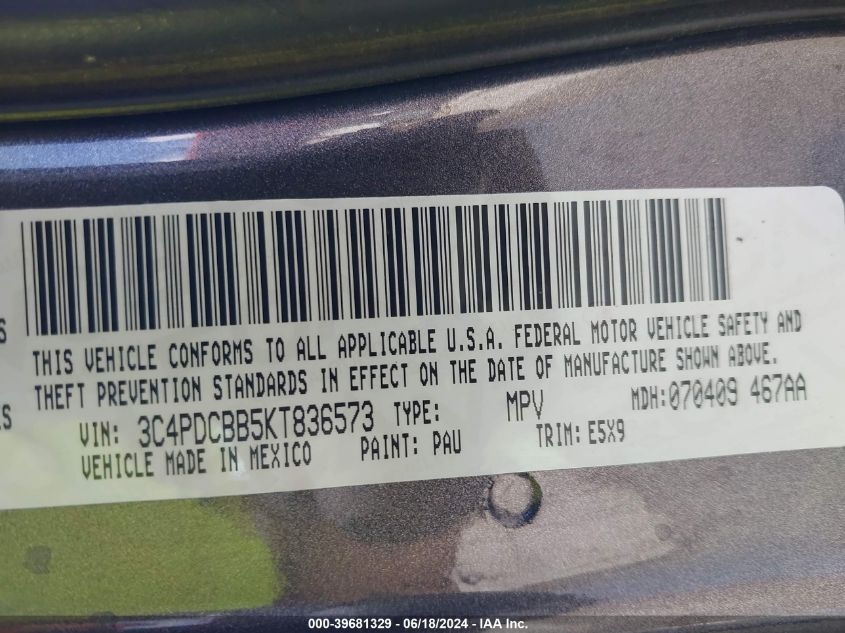 S
THIS VEHICLE CONFORMS TO ALL APPLICABLE U.S.A. FEDERAL MOTOR VEHICLE SAFETY AND
THEFT PREVENTION STANDARDS IN EFFECT ON THE DATE OF MANUFACTURE SHOWN ABOVE.
ES
VIN: 3C4PDCBB5KT836573 TYPE: MPV MDH:070409 467AA
VEHICLE MADE IN MEXICO PAINT: PAU TRIM: E5X9
000-39681329 - 06/18/2024 - IAA Inc.